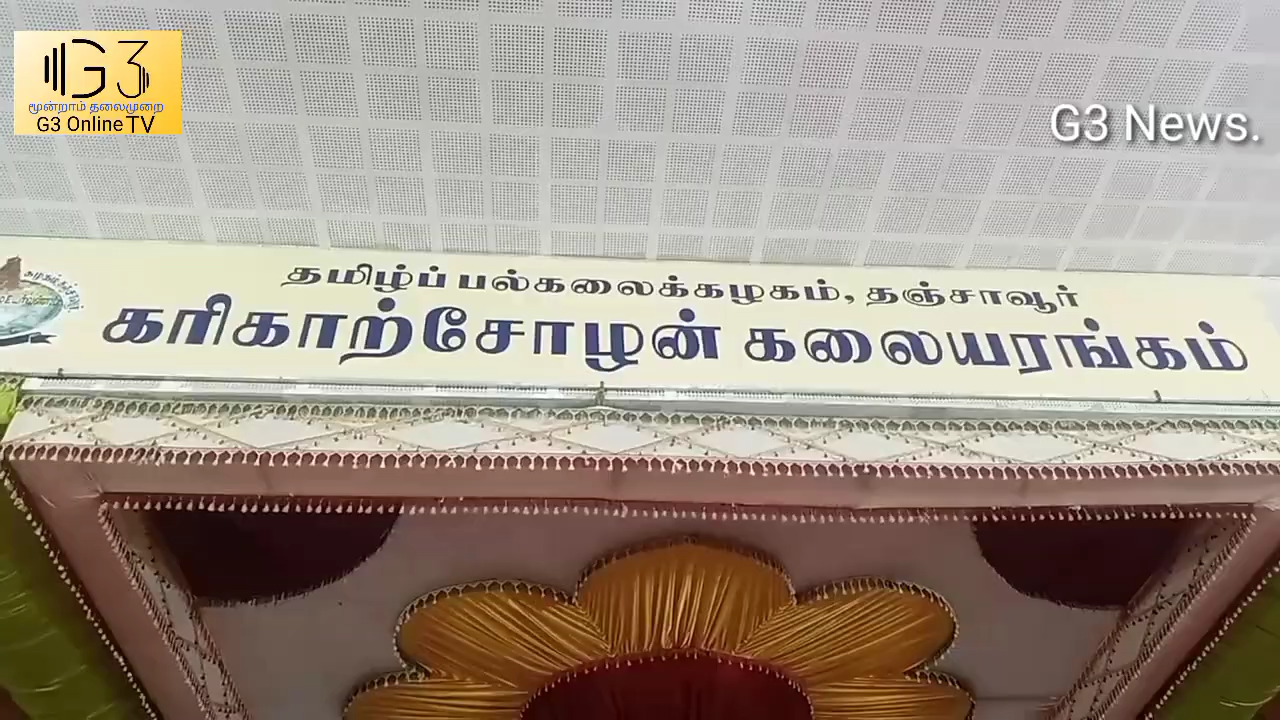 G3
மூன்றாம் தலைமுறை
G3 Online TV
G3 News.
தமிழ்ப் பல்கலைக்கழகம், தஞ்சாவூர்
கரிகாற்சோழன் கலையரங்கம்